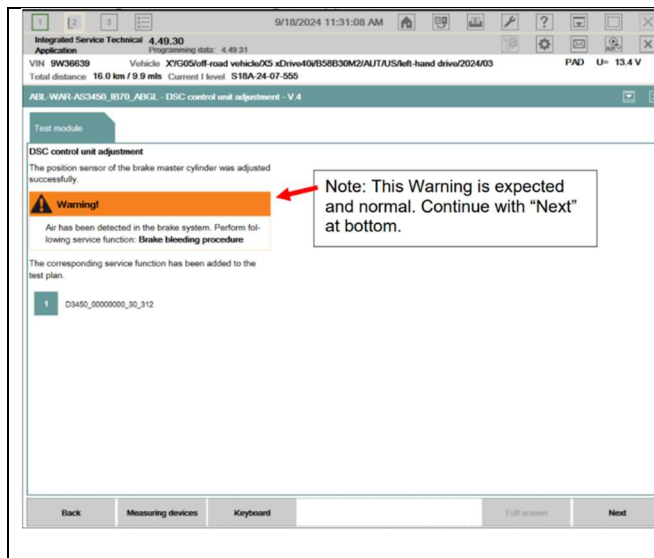 1 2 3 9/18/2024 11:31:08 AM
Integrated Service Technical 4.49.30
Application Programming data: 4.49.31
VIN 9W36639 Vehicle X'/G05/off-road vehicle/X5 xDrive40i/B58B30M2/AUT/US/left-hand drive/2024/03 PAD U= 13.4 V
Total distance 16.0 km / 9.9 mls Current I level S18A-24-07-555
ABL-WAR-AS3450_IB70_ABGL - DSC control unit adjustment - V.4
Test module
DSC control unit adjustment
The position sensor of the brake master cylinder was adjusted
successfully.
Warning!
Air has been detected in the brake system. Perform fol-
lowing service function: Brake bleeding procedure
The corresponding service function has been added to the
test plan.
1 D3450_00000000_30_312
Note: This Warning is expected
and normal. Continue with “Next”
at bottom.
Back Measuring devices Keyboard Full screen Next